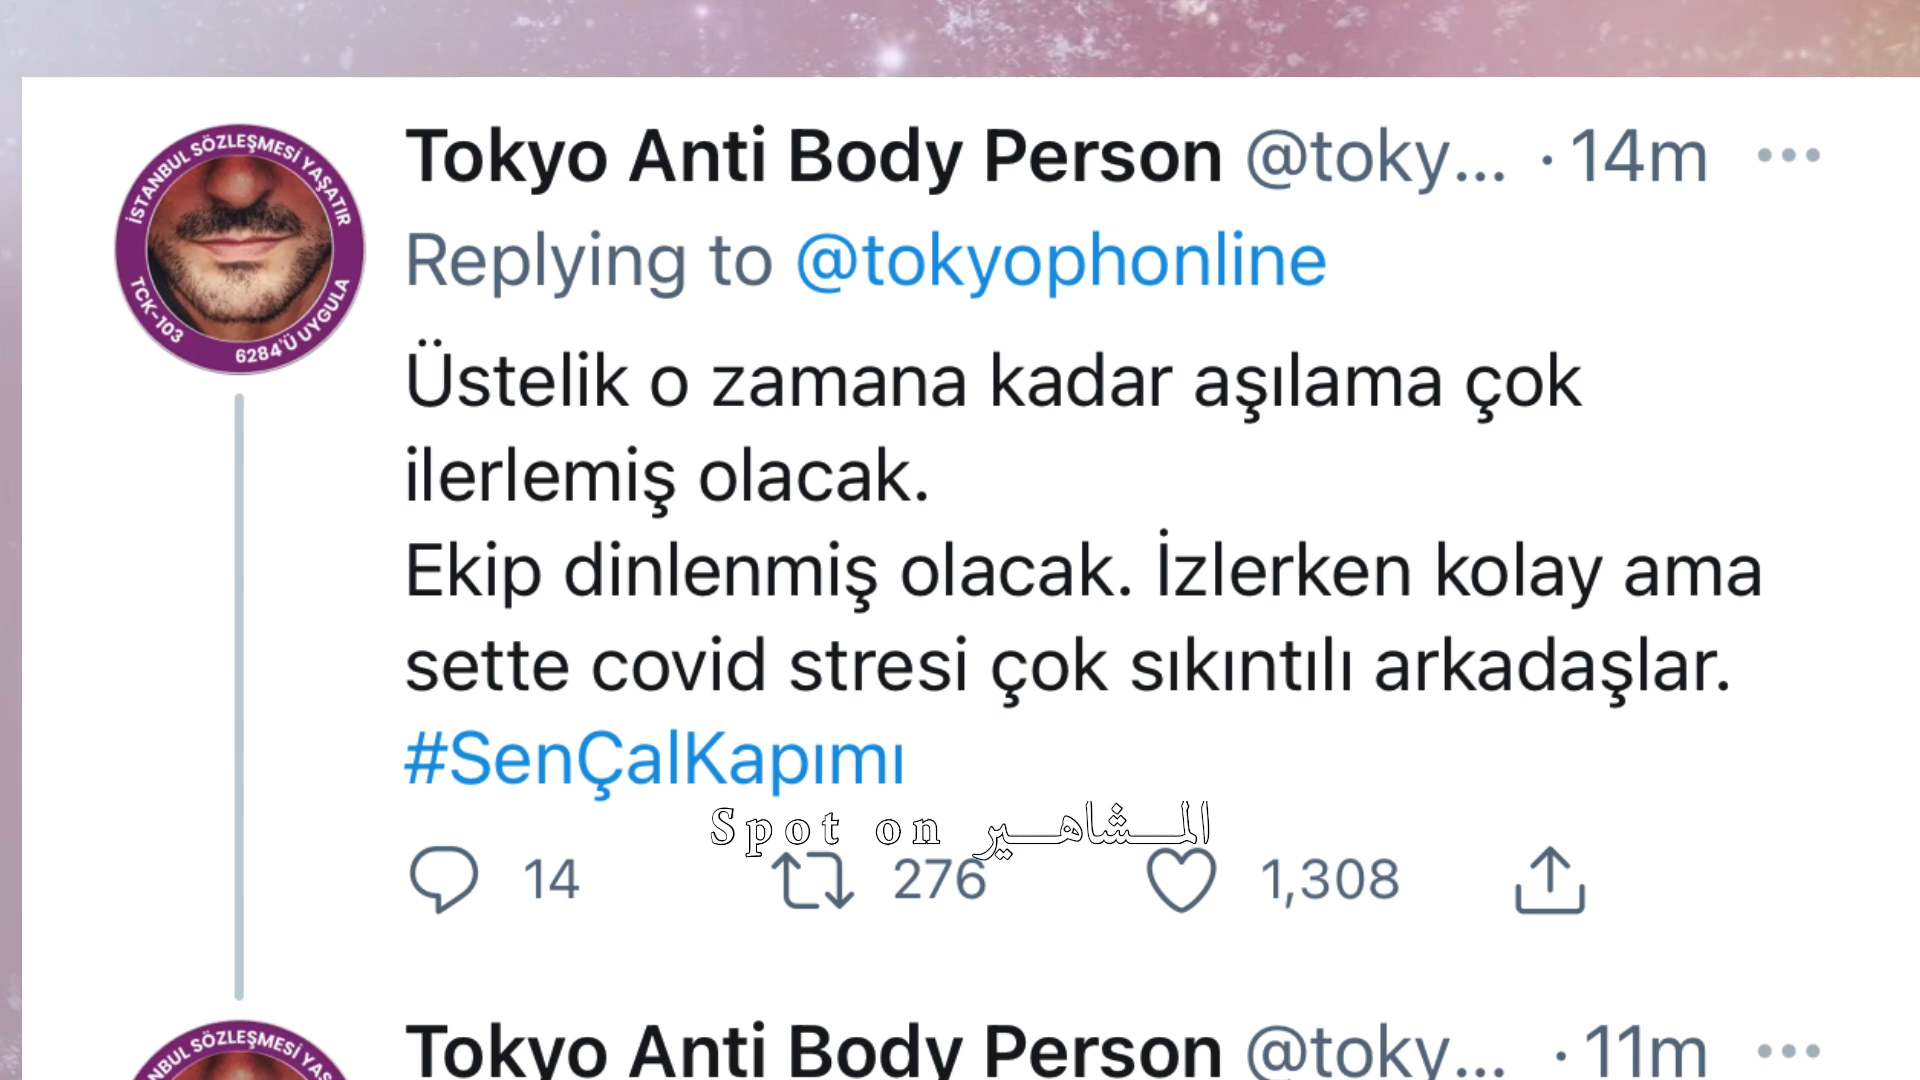 İSTANBUL SÖZLEŞMESİ YAŞATIR
TCK-103
6284'Ü UYGULA
Tokyo Anti Body Person @toky... · 14m
Replying to @tokyophonline
Üstelik o zamana kadar aşılama çok
ilerlemiş olacak.
Ekip dinlenmiş olacak. İzlerken kolay ama
sette covid stresi çok sıkıntılı arkadaşlar.
#SenÇalKapımı
Spot on المـــشاهـــير
14 276 1,308
SÖZLEŞMESİ
Tokyo Anti Body Person @toky... · 11m